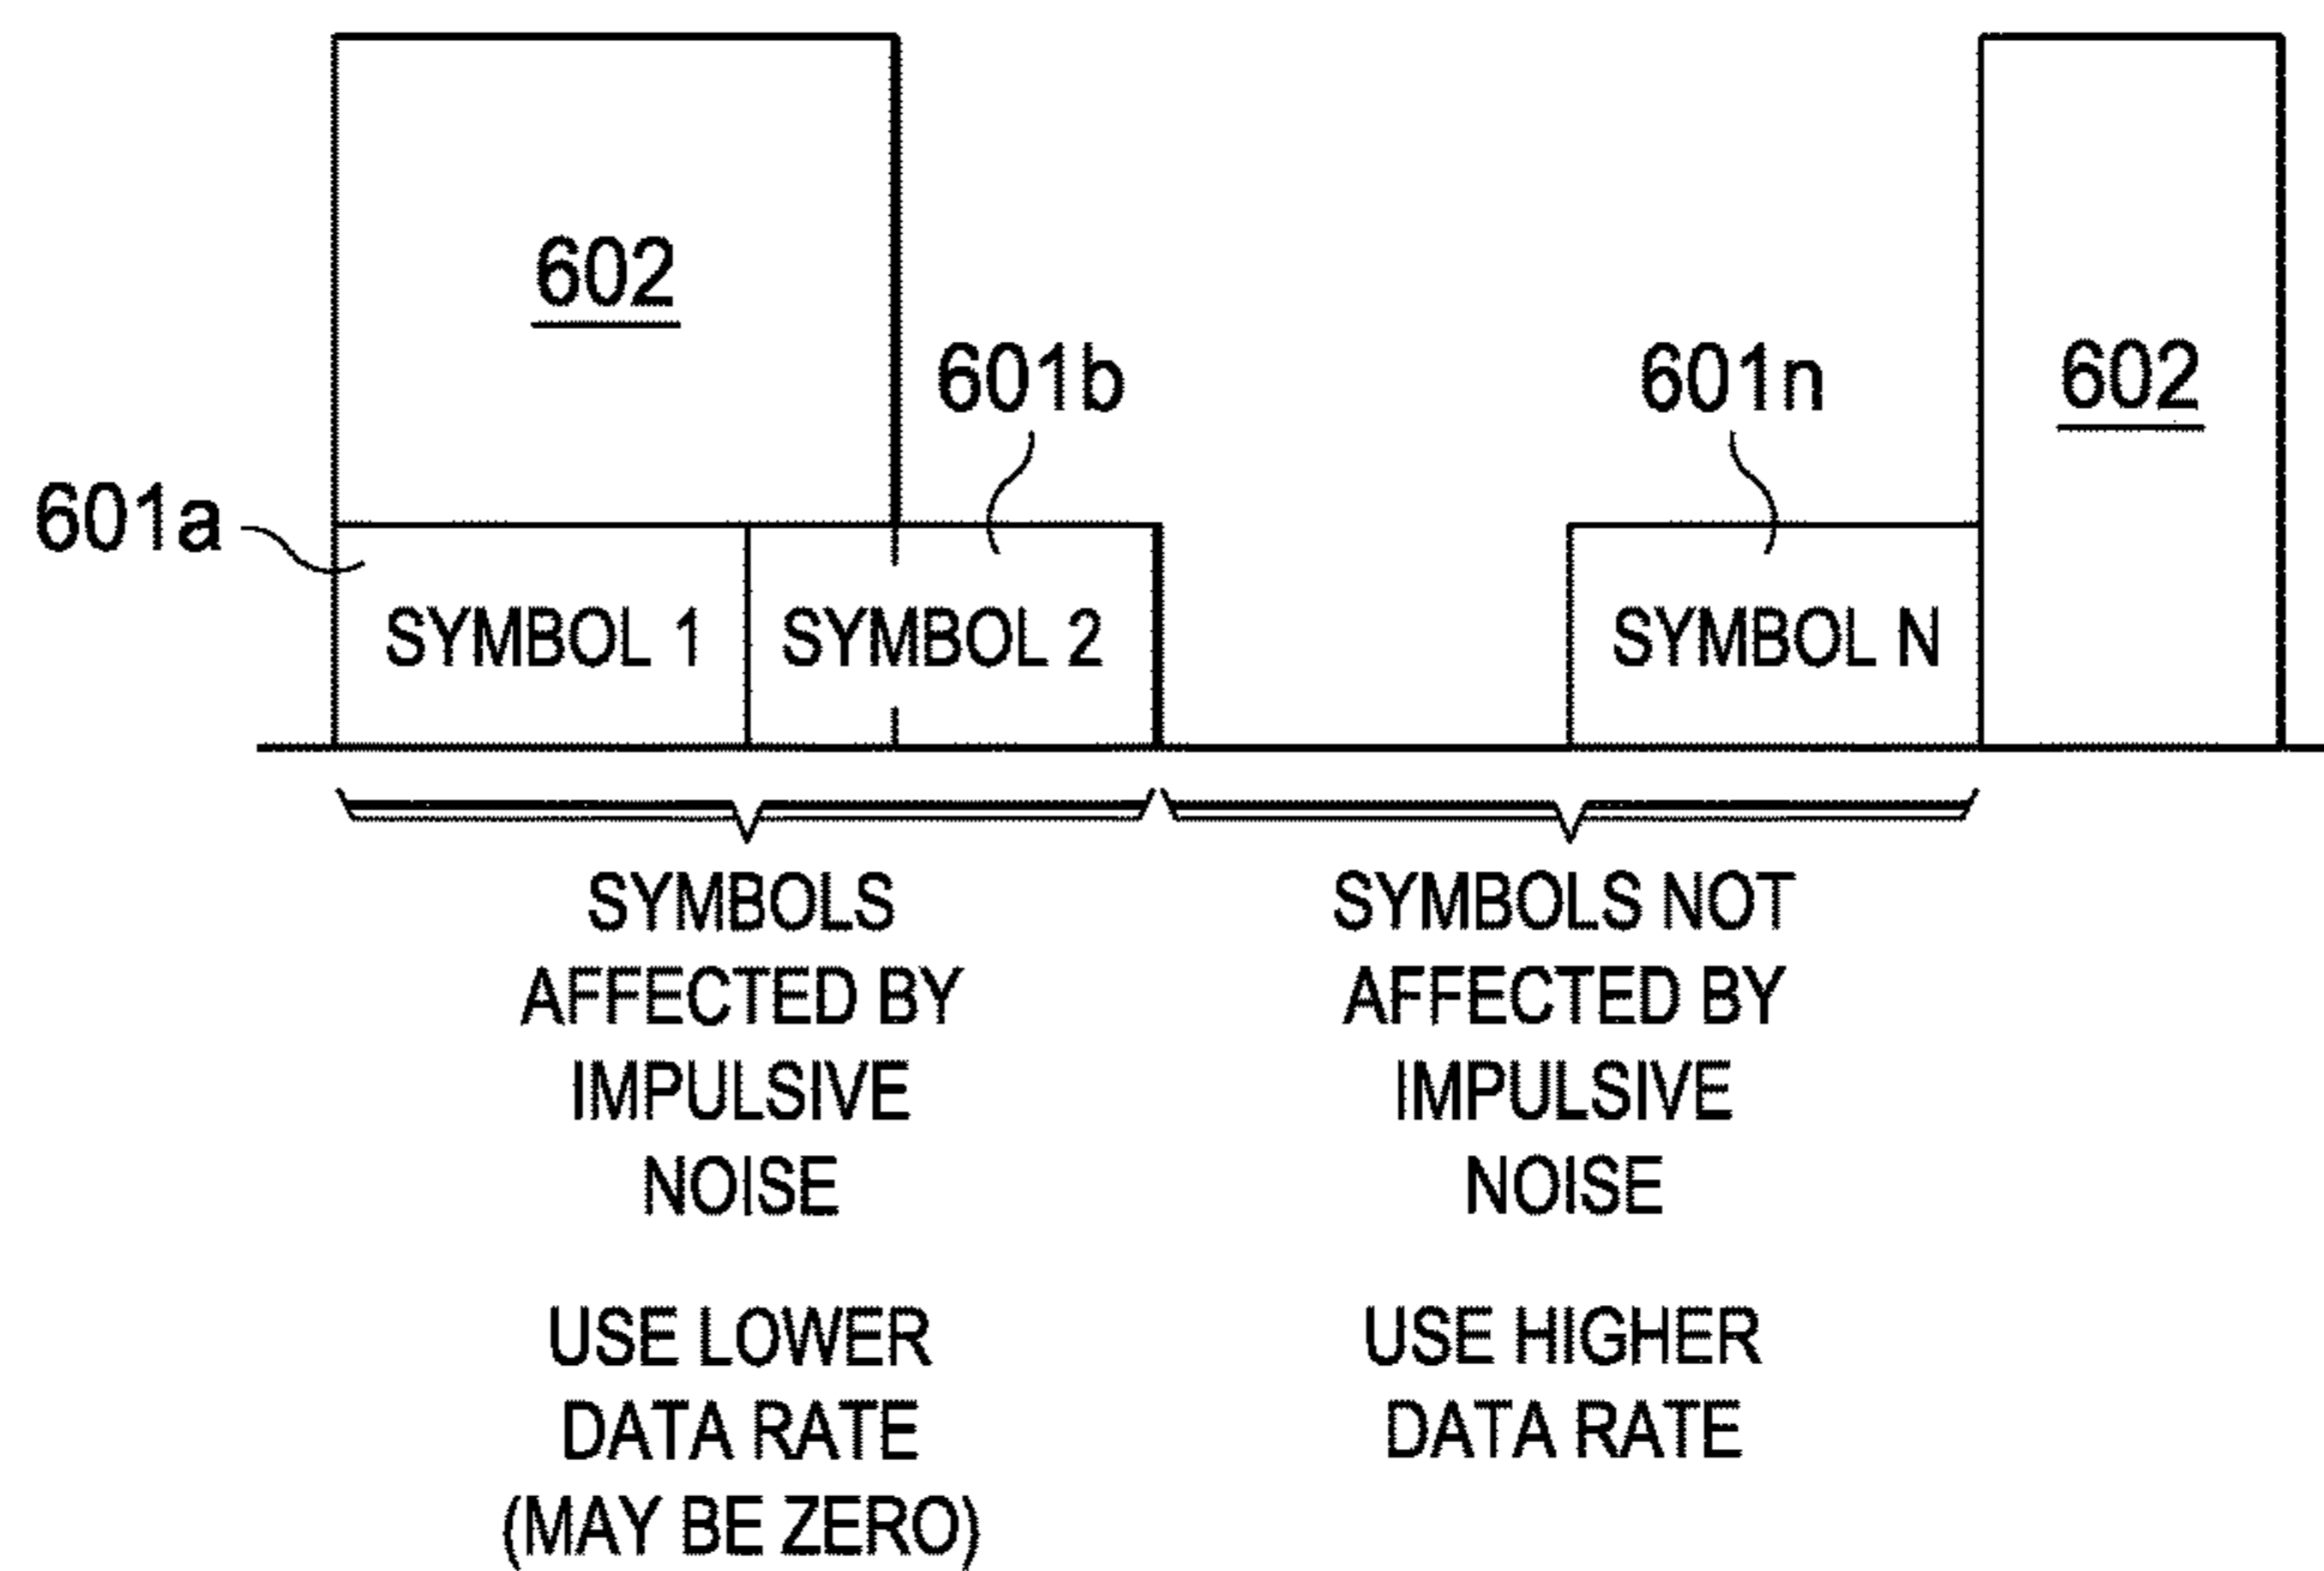 602
601b
601n
602
601a
SYMBOL 1
SYMBOL 2
SYMBOL N
SYMBOLS
AFFECTED BY
IMPULSIVE
NOISE
USE LOWER
DATA RATE
(MAY BE ZERO)
SYMBOLS NOT
AFFECTED BY
IMPULSIVE
NOISE
USE HIGHER
DATA RATE